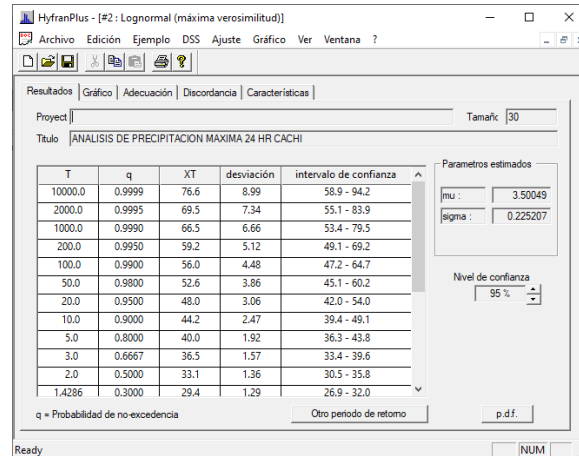 HyfranPlus - [#2 : Lognormal (máxima verosimilitud)]
Archivo Edición Ejemplo DSS Ajuste Gráfico Ver Ventana ?
Resultados Gráfico Adecuación Discordancia Características
Proyect Tamañc 30
Titulo ANALISIS DE PRECIPITACION MAXIMA 24 HR CACHI
T q XT desviación intervalo de confianza
10000.0 0.9999 76.6 8.99 58.9 - 94.2
2000.0 0.9995 69.5 7.34 55.1 - 83.9
1000.0 0.9990 66.5 6.66 53.4 - 79.5
200.0 0.9950 59.2 5.12 49.1 - 69.2
100.0 0.9900 56.0 4.48 47.2 - 64.7
50.0 0.9800 52.6 3.86 45.1 - 60.2
20.0 0.9500 48.0 3.06 42.0 - 54.0
10.0 0.9000 44.2 2.47 39.4 - 49.1
5.0 0.8000 40.0 1.92 36.3 - 43.8
3.0 0.6667 36.5 1.57 33.4 - 39.6
2.0 0.5000 33.1 1.36 30.5 - 35.8
1.4286 0.3000 29.4 1.29 26.9 - 32.0
Parametros estimados
mu : 3.50049
sigma : 0.225207
Nivel de confianza
95 %
q = Probabilidad de no-excedencia
Otro periodo de retorno
p.d.f.
Ready NUM